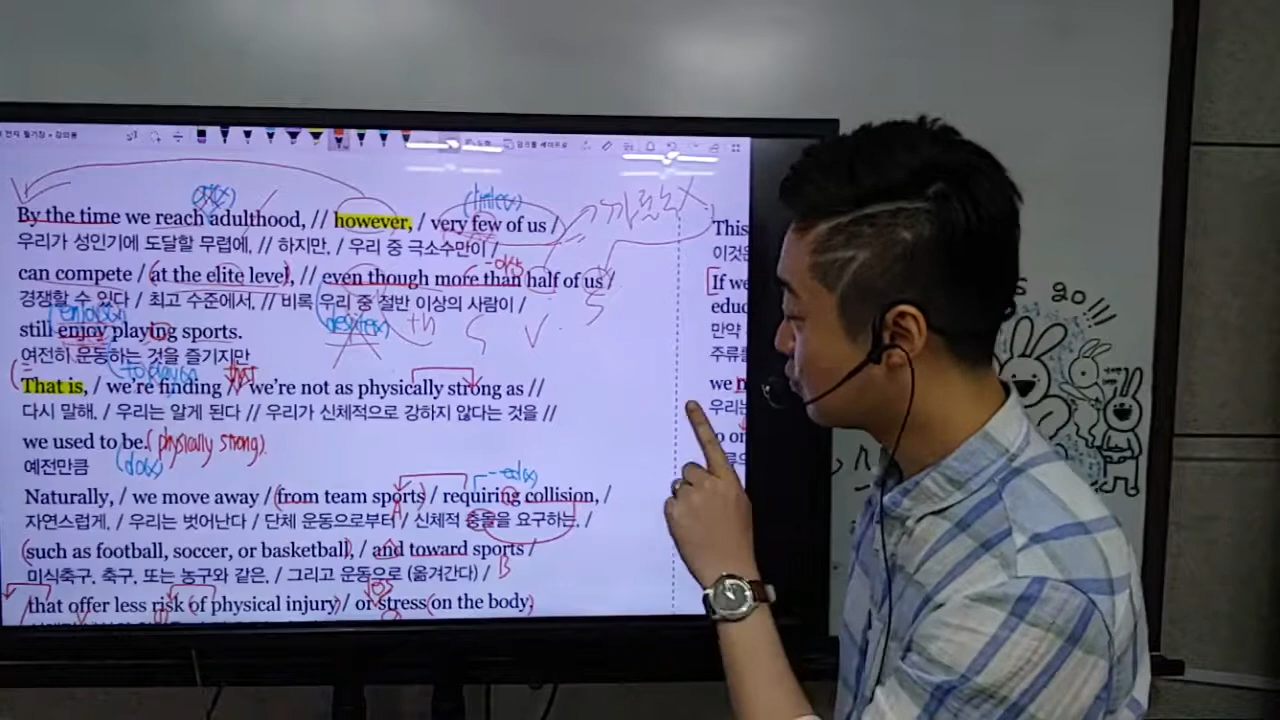 By the time we reach adulthood, // however, / very few of us /
우리가 성인기에 도달할 무렵에, // 하지만, / 우리 중 극소수만이 /
can compete / (at the elite level), // even though more than half of us /
경쟁할 수 있다 / 최고 수준에서, // 비록 우리 중 절반 이상의 사람이 /
still enjoy playing sports.
여전히 운동하는 것을 즐기지만
That is, / we're finding // we're not as physically strong as //
다시 말해, / 우리는 알게 된다 // 우리가 신체적으로 강하지 않다는 것을 //
we used to be. (physically strong)
예전만큼
(do(x)
Naturally, / we move away / (from team sports) / requiring collision, /
자연스럽게, / 우리는 벗어난다 / 단체 운동으로부터 / 신체적 충돌을 요구하는, /
(such as football, soccer, or basketball), / and toward sports /
미식축구, 축구, 또는 농구와 같은, / 그리고 운동으로 (옮겨간다) / B
that offer less risk of physical injury / or stress (on the body,)
This
이것은
[If we
educ
만약
주류를
we n
우리는
o or
GO!!!